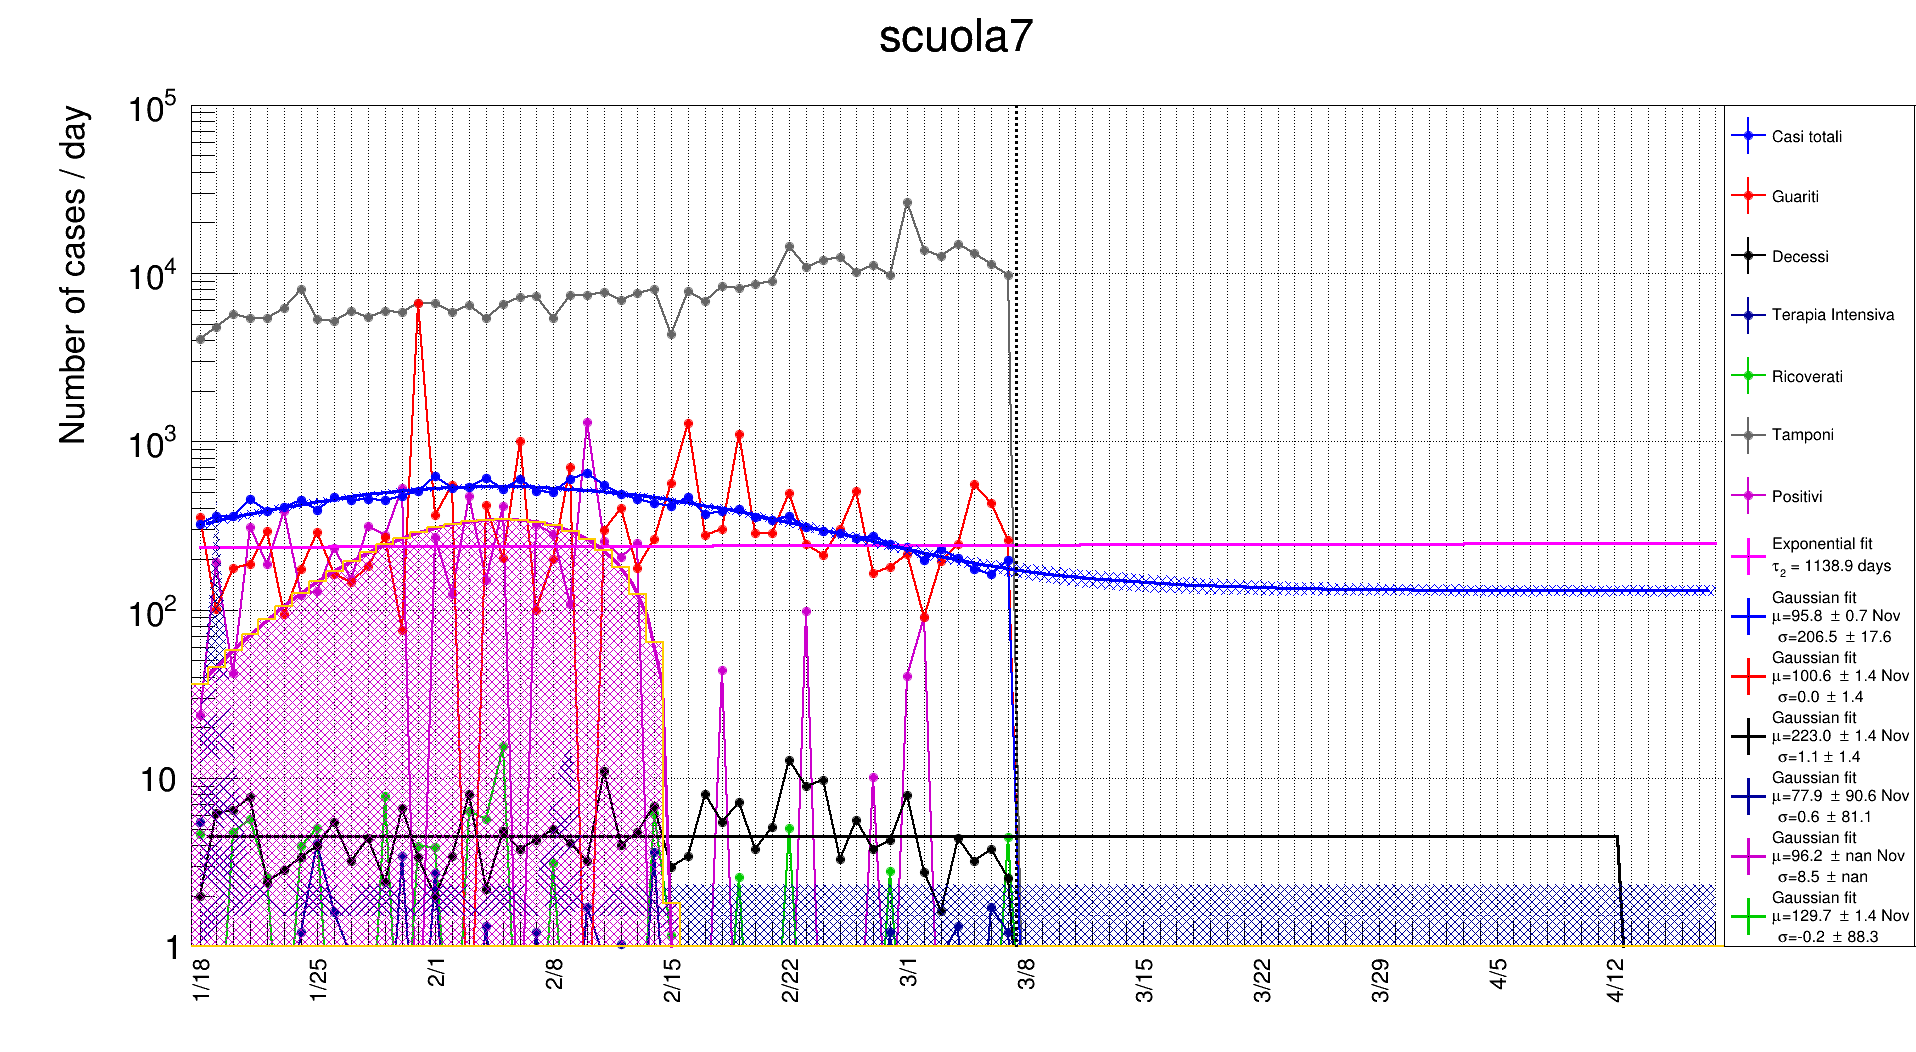 scuola7
Number of cases / day
10^5
10^4
10^3
10^2
10
1
1/18
1/25
2/1
2/8
2/15
2/22
3/1
3/8
3/15
3/22
3/29
4/5
4/12
Casi totali
Guariti
Decessi
Terapia Intensiva
Ricoverati
Tamponi
Positivi
Exponential fit
τ₂ = 1138.9 days
Gaussian fit
μ=95.8 ± 0.7 Nov
σ=206.5 ± 17.6
Gaussian fit
μ=100.6 ± 1.4 Nov
σ=0.0 ± 1.4
Gaussian fit
μ=223.0 ± 1.4 Nov
σ=1.1 ± 1.4
Gaussian fit
μ=77.9 ± 90.6 Nov
σ=0.6 ± 81.1
Gaussian fit
μ=96.2 ± nan Nov
σ=8.5 ± nan
Gaussian fit
μ=129.7 ± 1.4 Nov
σ=-0.2 ± 88.3